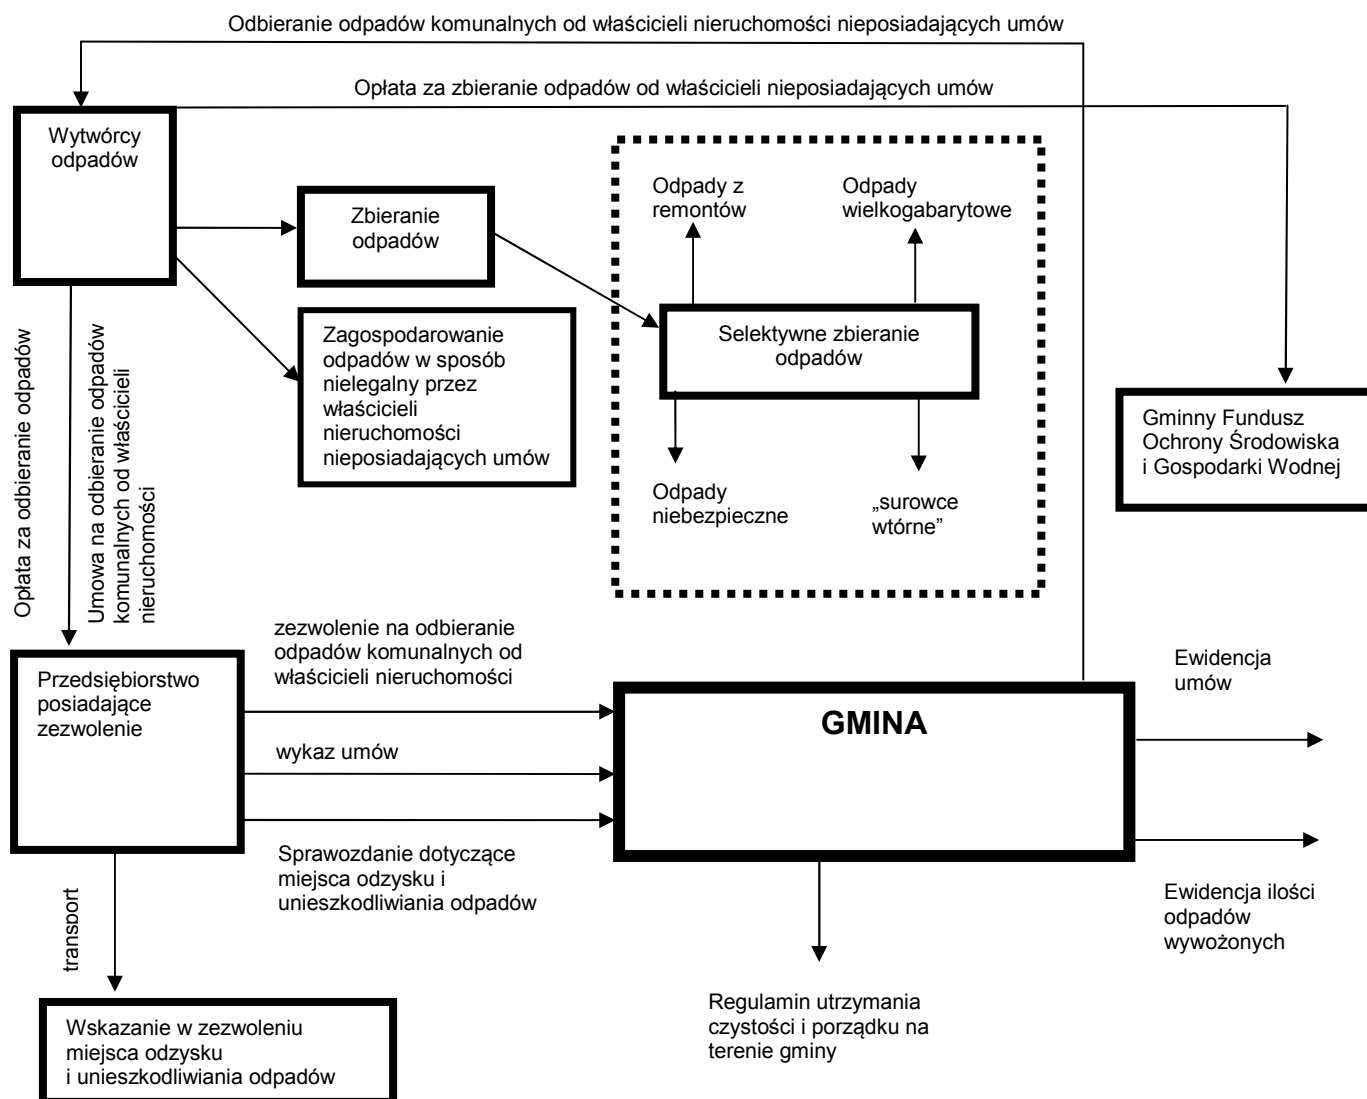 Odbieranie odpadów komunalnych od właścicieli nieruchomości nieposiadających umów
Opłata za zbieranie odpadów od właścicieli nieposiadających umów
Wytwórcy
odpadów
Zbieranie
odpadów
Odpady z
remontów
Odpady
wielkogabarytowe
Selektywne zbieranie
odpadów
Zagospodarowanie
odpadów w sposób
nielegalny przez
właścicieli
nieruchomości
nieposiadających umów
Odpady
niebezpieczne
„surowce
wtórne”
Gminny Fundusz
Ochrony Środowiska
i Gospodarki Wodnej
Opłata za odbieranie odpadów
Umowa na odbieranie odpadów
komunalnych od właścicieli
nieruchomości
Przedsiębiorstwo
posiadające
zezwolenie
zezwolenie na odbieranie
odpadów komunalnych od
właścicieli nieruchomości
wykaz umów
Sprawozdanie dotyczące
miejsca odzysku i
unieszkodliwiania odpadów
GMINA
Ewidencja
umów
Ewidencja ilości
odpadów
wywożonych
transport
Wskazanie w zezwoleniu
miejsca odzysku
i unieszkodliwiania odpadów
Regulamin utrzymania
czystości i porządku na
terenie gminy